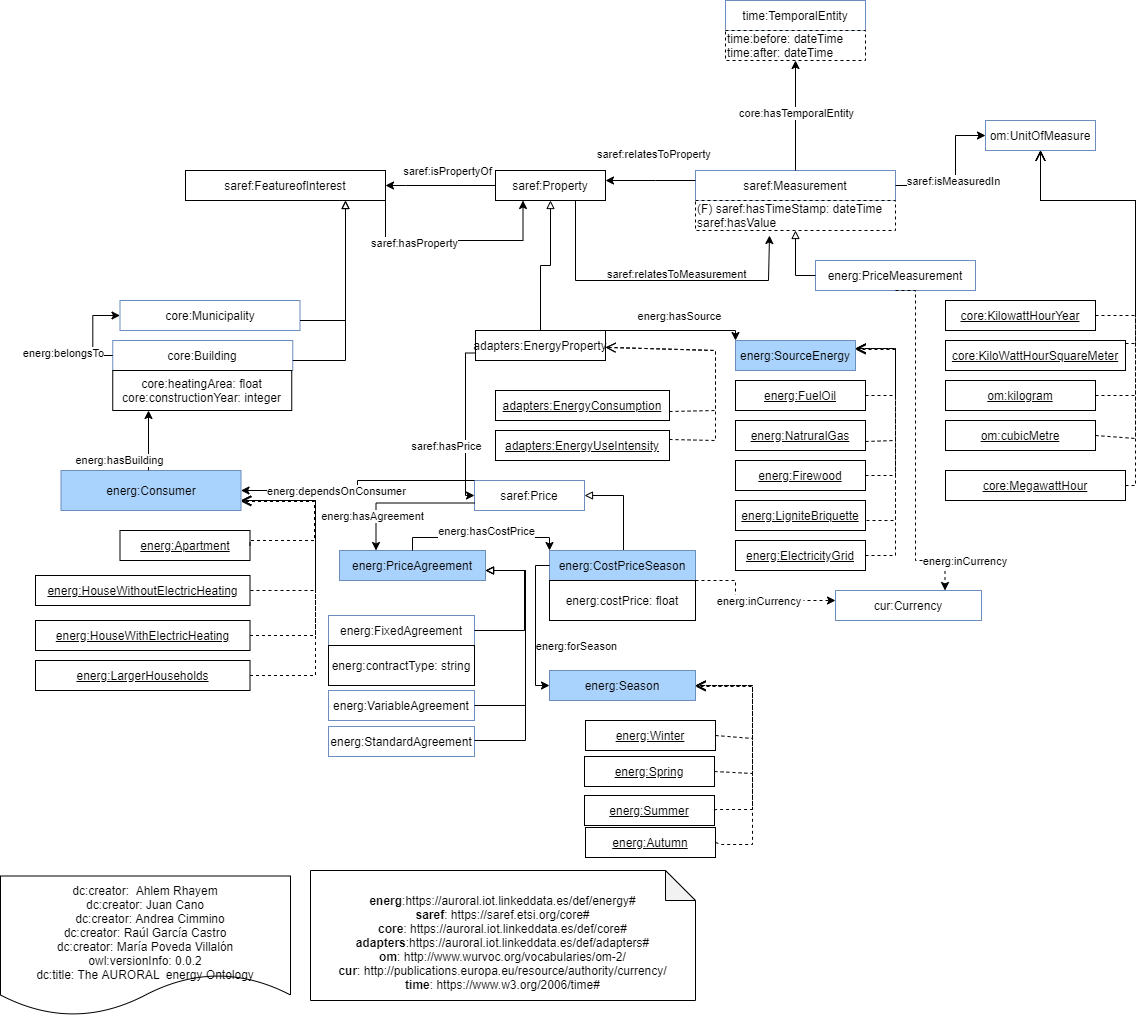 time:TemporalEntity
time:before: dateTime
time:after: dateTime
core:hasTemporalEntity
om:UnitOfMeasure
saref:relatesToProperty
saref:isPropertyOf
saref:FeatureofInterest
saref:Property
saref:Measurement
saref:isMeasuredIn
(F) saref:hasTimeStamp: dateTime
saref:hasValue
saref:hasProperty
saref:relatesToMeasurement
energ:PriceMeasurement
core:Municipality
energ:hasSource
core:KilowattHourYear
energ:belongsTo
core:Building
adapters:EnergyProperty
energ:SourceEnergy
core:KiloWattHourSquareMeter
core:heatingArea: float
core:constructionYear: integer
energ:FuelOil
om:kilogram
adapters:EnergyConsumption
energ:NatruralGas
om:cubicMetre
adapters:EnergyUseIntensity
saref:hasPrice
energ:hasBuilding
energ:Firewood
core:MegawattHour
energ:Consumer
energ:dependsOnConsumer
saref:Price
energ:hasAgreement
energ:LigniteBriquette
energ:hasCostPrice
energ:Apartment
energ:ElectricityGrid
energ:inCurrency
energ:PriceAgreement
energ:CostPriceSeason
energ:HouseWithoutElectricHeating
energ:costPrice: float
energ:inCurrency
cur:Currency
energ:HouseWithElectricHeating
energ:FixedAgreement
energ:forSeason
energ:contractType: string
energ:LargerHouseholds
energ:Season
energ:VariableAgreement
energ:StandardAgreement
energ:Winter
energ:Spring
energ:Summer
energ:Autumn
dc:creator:  Ahlem Rhayem
dc:creator: Juan Cano
dc:creator: Andrea Cimmino
dc:creator: Raúl García Castro
dc:creator: María Poveda Villalón
owl:versionInfo: 0.0.2
dc:title: The AURORAL  energy Ontology
energ:https://auroral.iot.linkeddata.es/def/energy#
saref: https://saref.etsi.org/core#
core: https://auroral.iot.linkeddata.es/def/core#
adapters:https://auroral.iot.linkeddata.es/def/adapters#
om: http://www.wurvoc.org/vocabularies/om-2/
cur: http://publications.europa.eu/resource/authority/currency/
time: https://www.w3.org/2006/time#